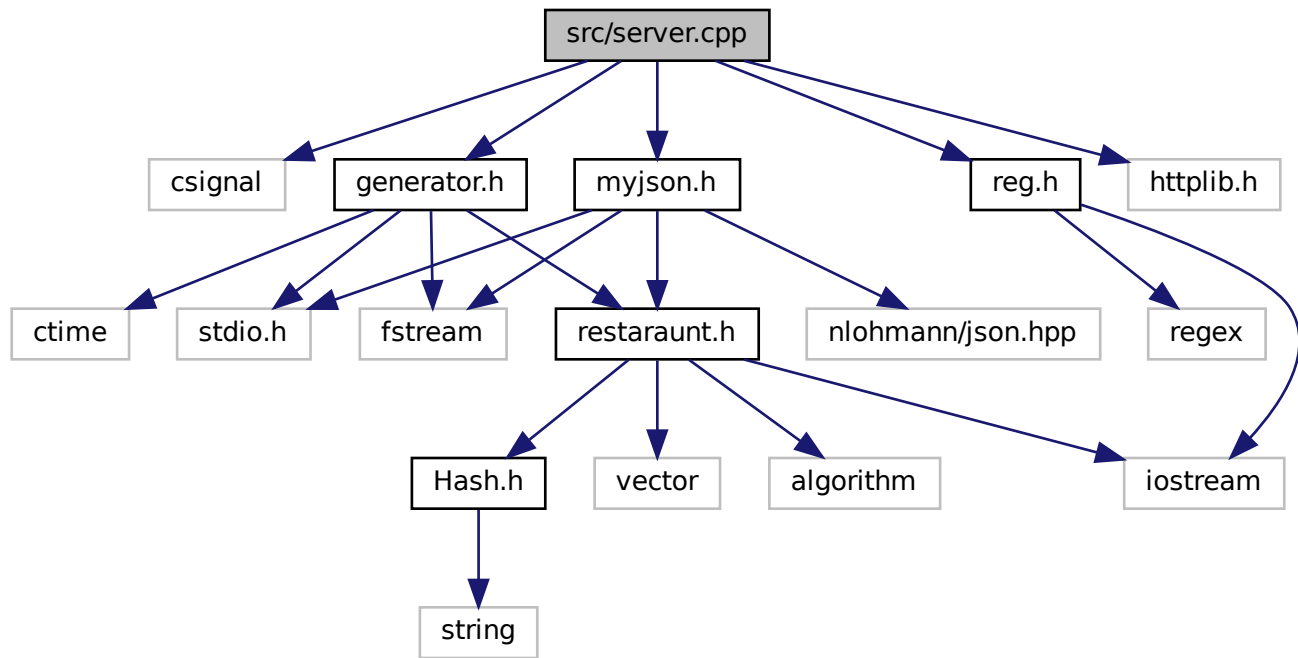 src/server.cpp
csignal
generator.h
myjson.h
reg.h
httplib.h
ctime
stdio.h
fstream
restaraunt.h
nlohmann/json.hpp
regex
Hash.h
vector
algorithm
iostream
string